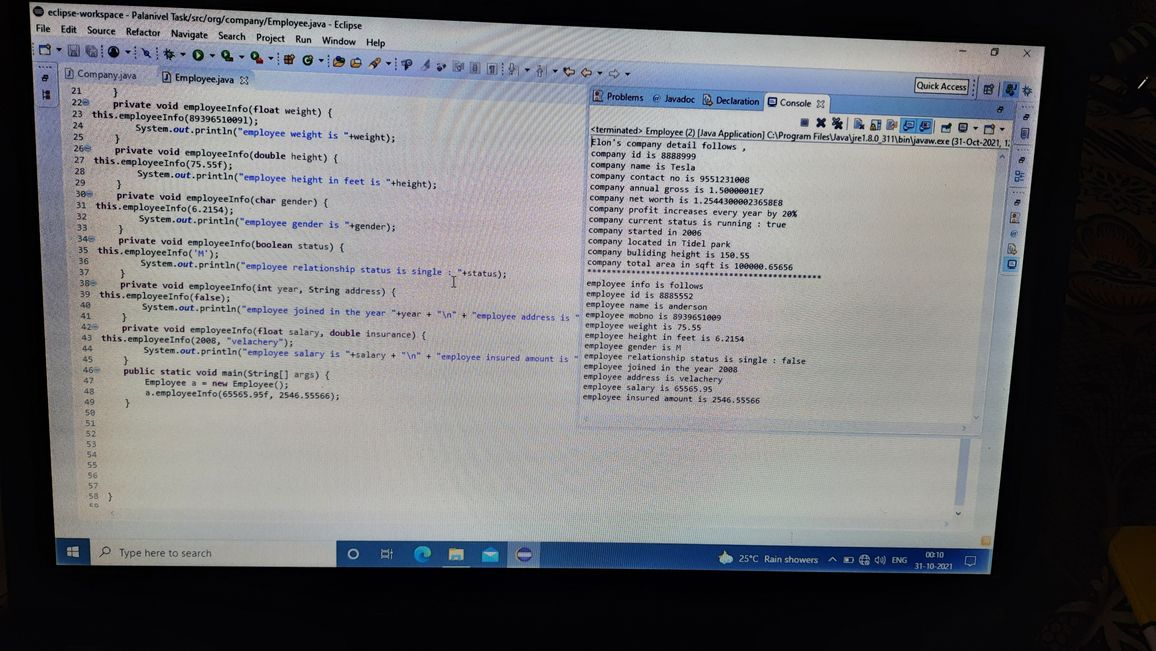 eclipse-workspace - Palanivel Task/src/org/company/Employee.java - Eclipse
File Edit Source Refactor Navigate Search Project Run Window Help
Quick Access
Company.java
Employee.java
21 }
22 private void employeeInfo(float weight) {
23 this.employeeInfo(8939651009l);
24 System.out.println("employee weight is "+weight);
25 }
26 private void employeeInfo(double height) {
27 this.employeeInfo(75.55f);
28 System.out.println("employee height in feet is "+height);
29 }
30 private void employeeInfo(char gender) {
31 this.employeeInfo(6.2154);
32 System.out.println("employee gender is "+gender);
33 }
34 private void employeeInfo(boolean status) {
35 this.employeeInfo('M');
36 System.out.println("employee relationship status is single : "+status);
37 }
38 private void employeeInfo(int year, String address) {
39 this.employeeInfo(false);
40 System.out.println("employee joined in the year "+year + "\n" + "employee address is "
41 }
42 private void employeeInfo(float salary, double insurance) {
43 this.employeeInfo(2008, "velachery");
44 System.out.println("employee salary is "+salary + "\n" + "employee insured amount is "
45 }
46 public static void main(String[] args) {
47 Employee a = new Employee();
48 a.employeeInfo(65565.95f, 2546.55566);
49 }
50
51
52
53
54
55
56
57
58 }
Problems @ Javadoc Declaration Console
<terminated> Employee (2) [Java Application] C:\Program Files\Java\jre1.8.0_311\bin\javaw.exe (31-Oct-2021, 
Elon's company detail follows ,
company id is 8888999
company name is Tesla
company contact no is 9551231008
company annual gross is 1.5000001E7
company net worth is 1.25443000023658E8
company profit increases every year by 20%
company current status is running : true
company started in 2006
company located in Tidel park
company buliding height is 150.55
company total area in sqft is 100000.65656
************************************************
employee info is follows
employee id is 8885552
employee name is anderson
employee mobno is 8939651009
employee weight is 75.55
employee height in feet is 6.2154
employee gender is M
employee relationship status is single : false
employee joined in the year 2008
employee address is velachery
employee salary is 65565.95
employee insured amount is 2546.55566
Type here to search
25°C Rain showers
ENG
00:10
31-10-2021